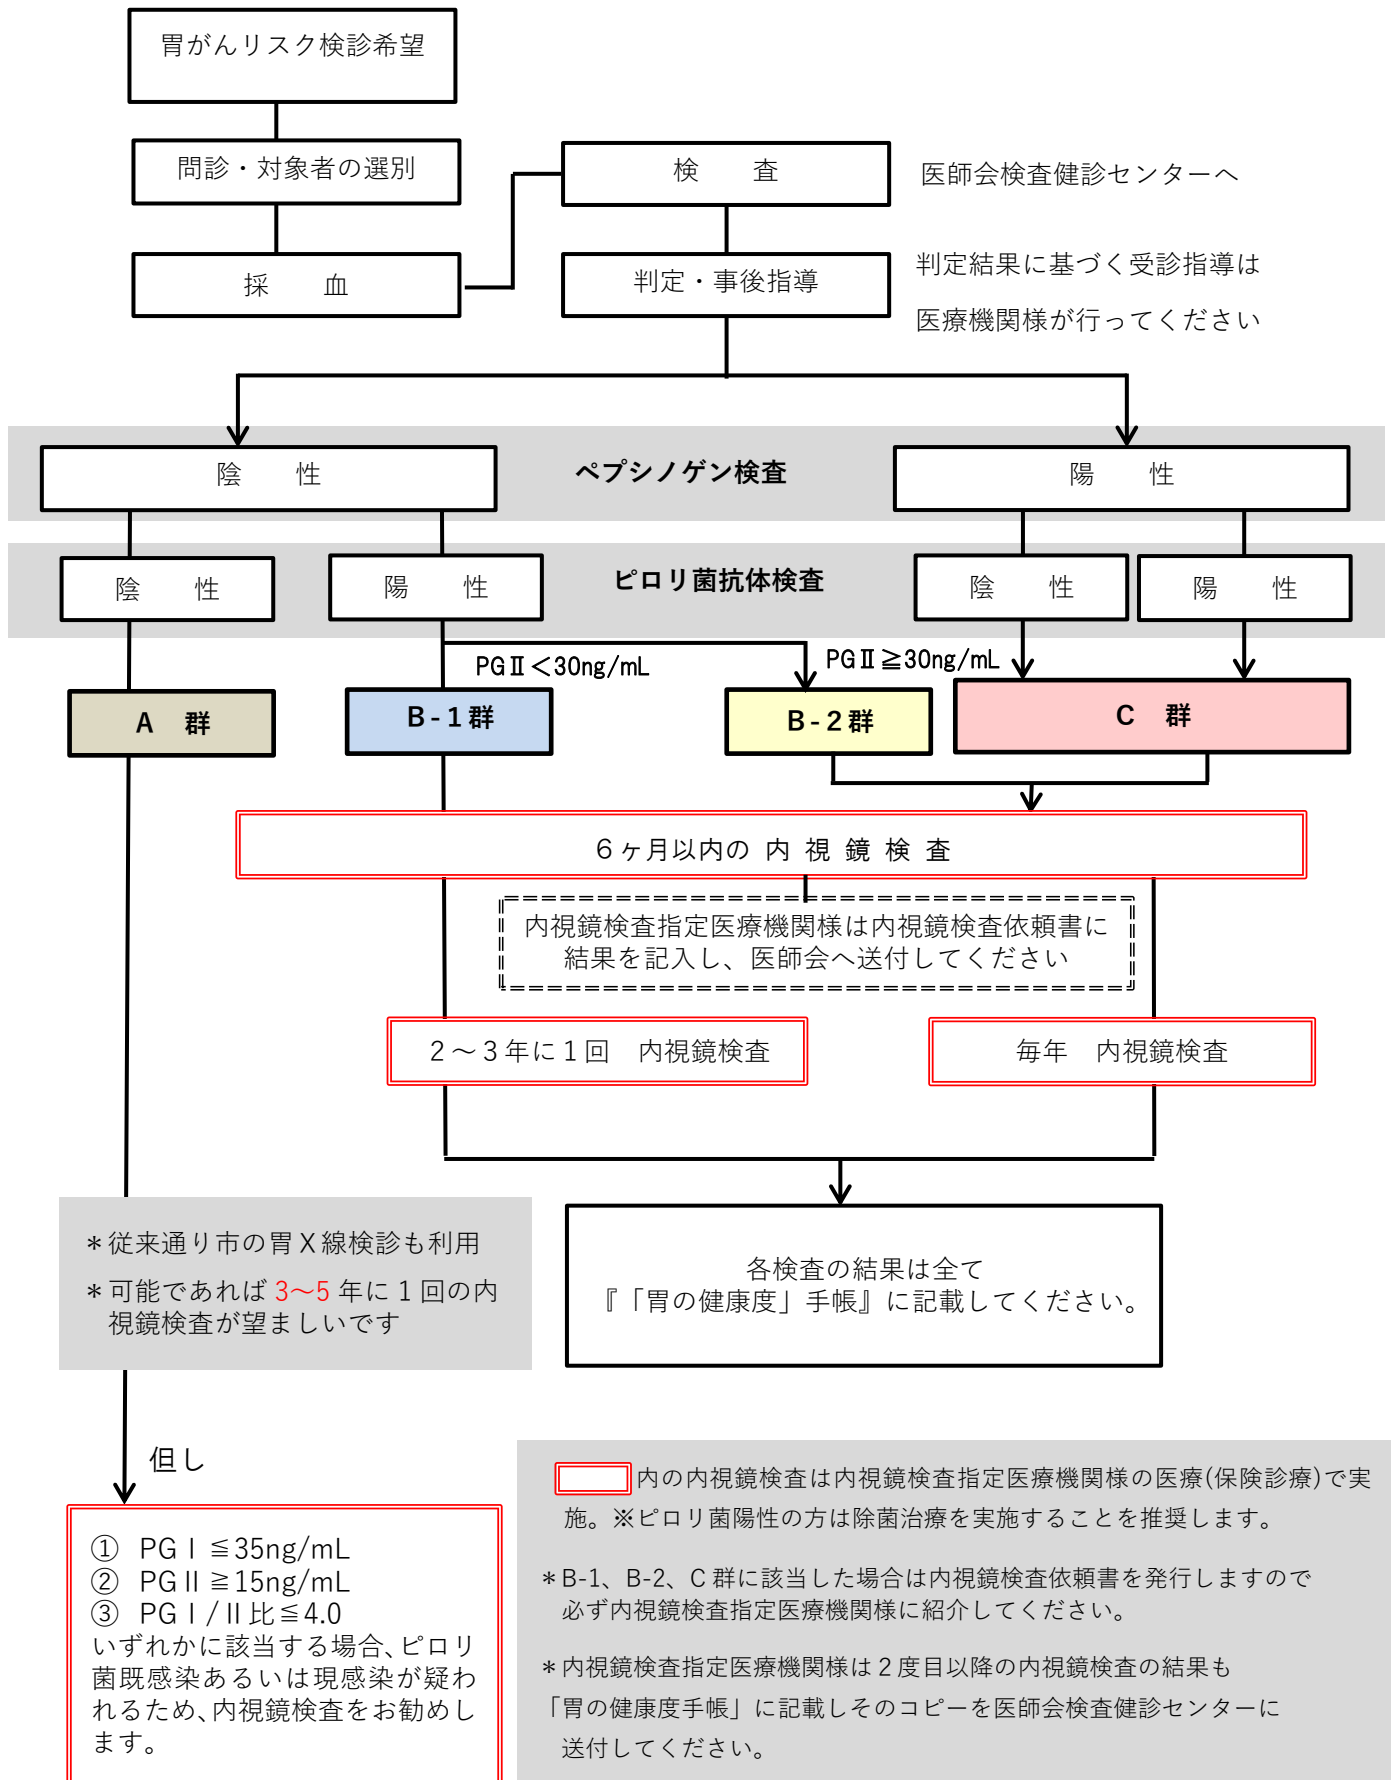 胃がんリスク検診希望
問診・対象者の選別
検　査
医師会検査健診センターへ
採　血
判定・事後指導
判定結果に基づく受診指導は
医療機関様が行ってください
陰　性
ペプシノゲン検査
陽　性
陰　性
陽　性
ピロリ菌抗体検査
陰　性
陽　性
PGⅡ＜30ng/mL
PGⅡ≧30ng/mL
A　群
B-1群
B-2群
C　群
６ヶ月以内の 内 視 鏡 検 査
内視鏡検査指定医療機関様は内視鏡検査依頼書に
結果を記入し、医師会へ送付してください
２～３年に１回　内視鏡検査
毎年　内視鏡検査
＊従来通り市の胃Ｘ線検診も利用
＊可能であれば 3～5 年に１回の内
視鏡検査が望ましいです
各検査の結果は全て
『「胃の健康度」手帳』に記載してください。
但し
① PGⅠ≦35ng/mL
② PGⅡ≧15ng/mL
③ PGⅠ/Ⅱ比≦4.0
いずれかに該当する場合、ピロリ
菌既感染あるいは現感染が疑わ
れるため、内視鏡検査をお勧めし
ます。
内の内視鏡検査は内視鏡検査指定医療機関様の医療(保険診療)で実
施。※ピロリ菌陽性の方は除菌治療を実施することを推奨します。
＊B-1、B-2、C 群に該当した場合は内視鏡検査依頼書を発行しますので
必ず内視鏡検査指定医療機関様に紹介してください。
＊内視鏡検査指定医療機関様は２度目以降の内視鏡検査の結果も
「胃の健康度手帳」に記載しそのコピーを医師会検査健診センターに
送付してください。